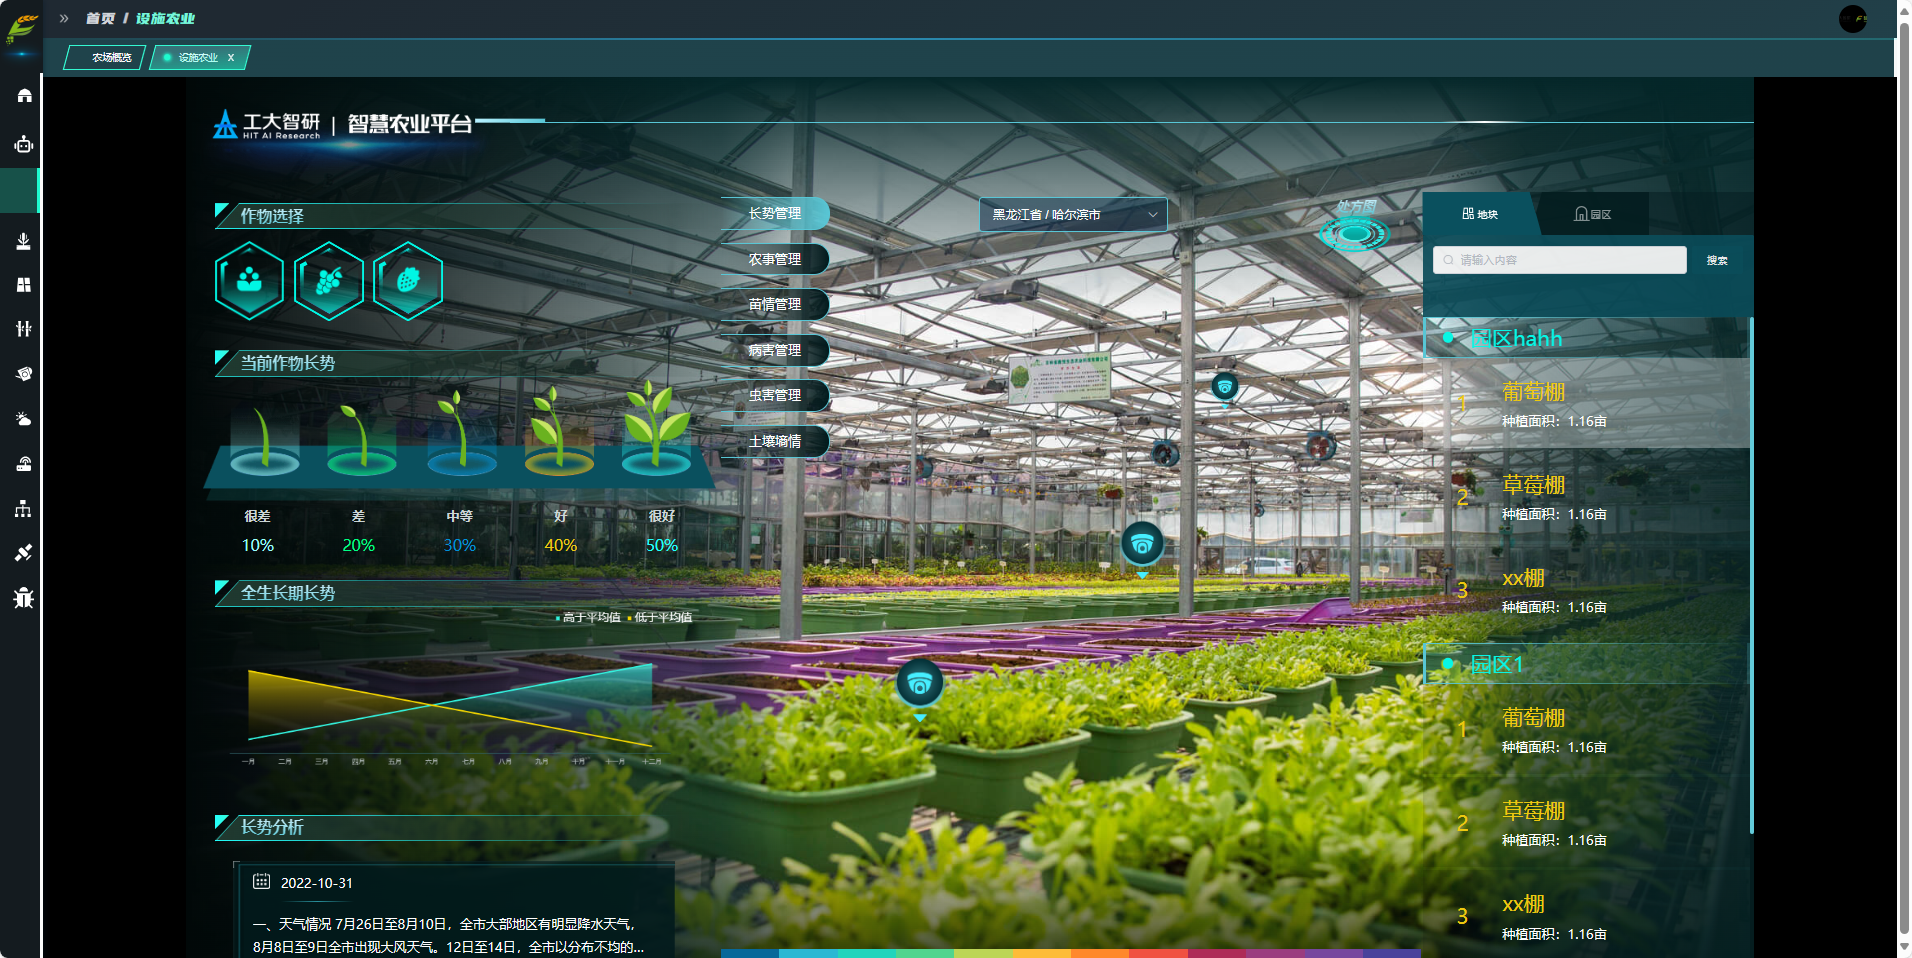 首页 / 设施农业
农场概览
设施农业 x
工大智研 | 智慧农业平台
HIT AI Research
作物选择
当前作物长势
很差 差 中等 好 很好
10% 20% 30% 40% 50%
全生长期长势
高于平均值 低于平均值
一月 二月 三月 四月 五月 六月 七月 八月 九月 十月 十一月 十二月
长势分析
2022-10-31
一、天气情况 7月26日至8月10日，全市大部地区有明显降水天气，
8月8日至9日全市出现大风天气。12日至14日，全市以分布不均的...
长势管理
农事管理
苗情管理
病害管理
虫害管理
土壤墒情
黑龙江省 / 哈尔滨市
处方图
地块
园区
请输入内容
搜索
园区hahh
1
葡萄棚
种植面积：1.16亩
2
草莓棚
种植面积：1.16亩
3
xx棚
种植面积：1.16亩
园区1
1
葡萄棚
种植面积：1.16亩
2
草莓棚
种植面积：1.16亩
3
xx棚
种植面积：1.16亩